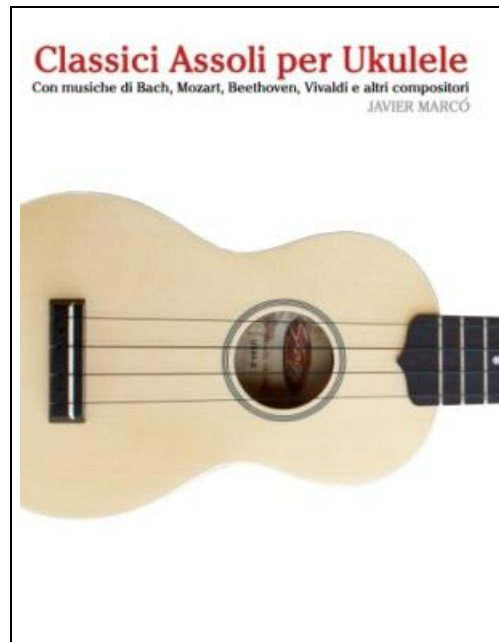 Classici Assoli per Ukulele
Con musiche di Bach, Mozart, Beethoven, Vivaldi e altri compositori
JAVIER MARCÓ